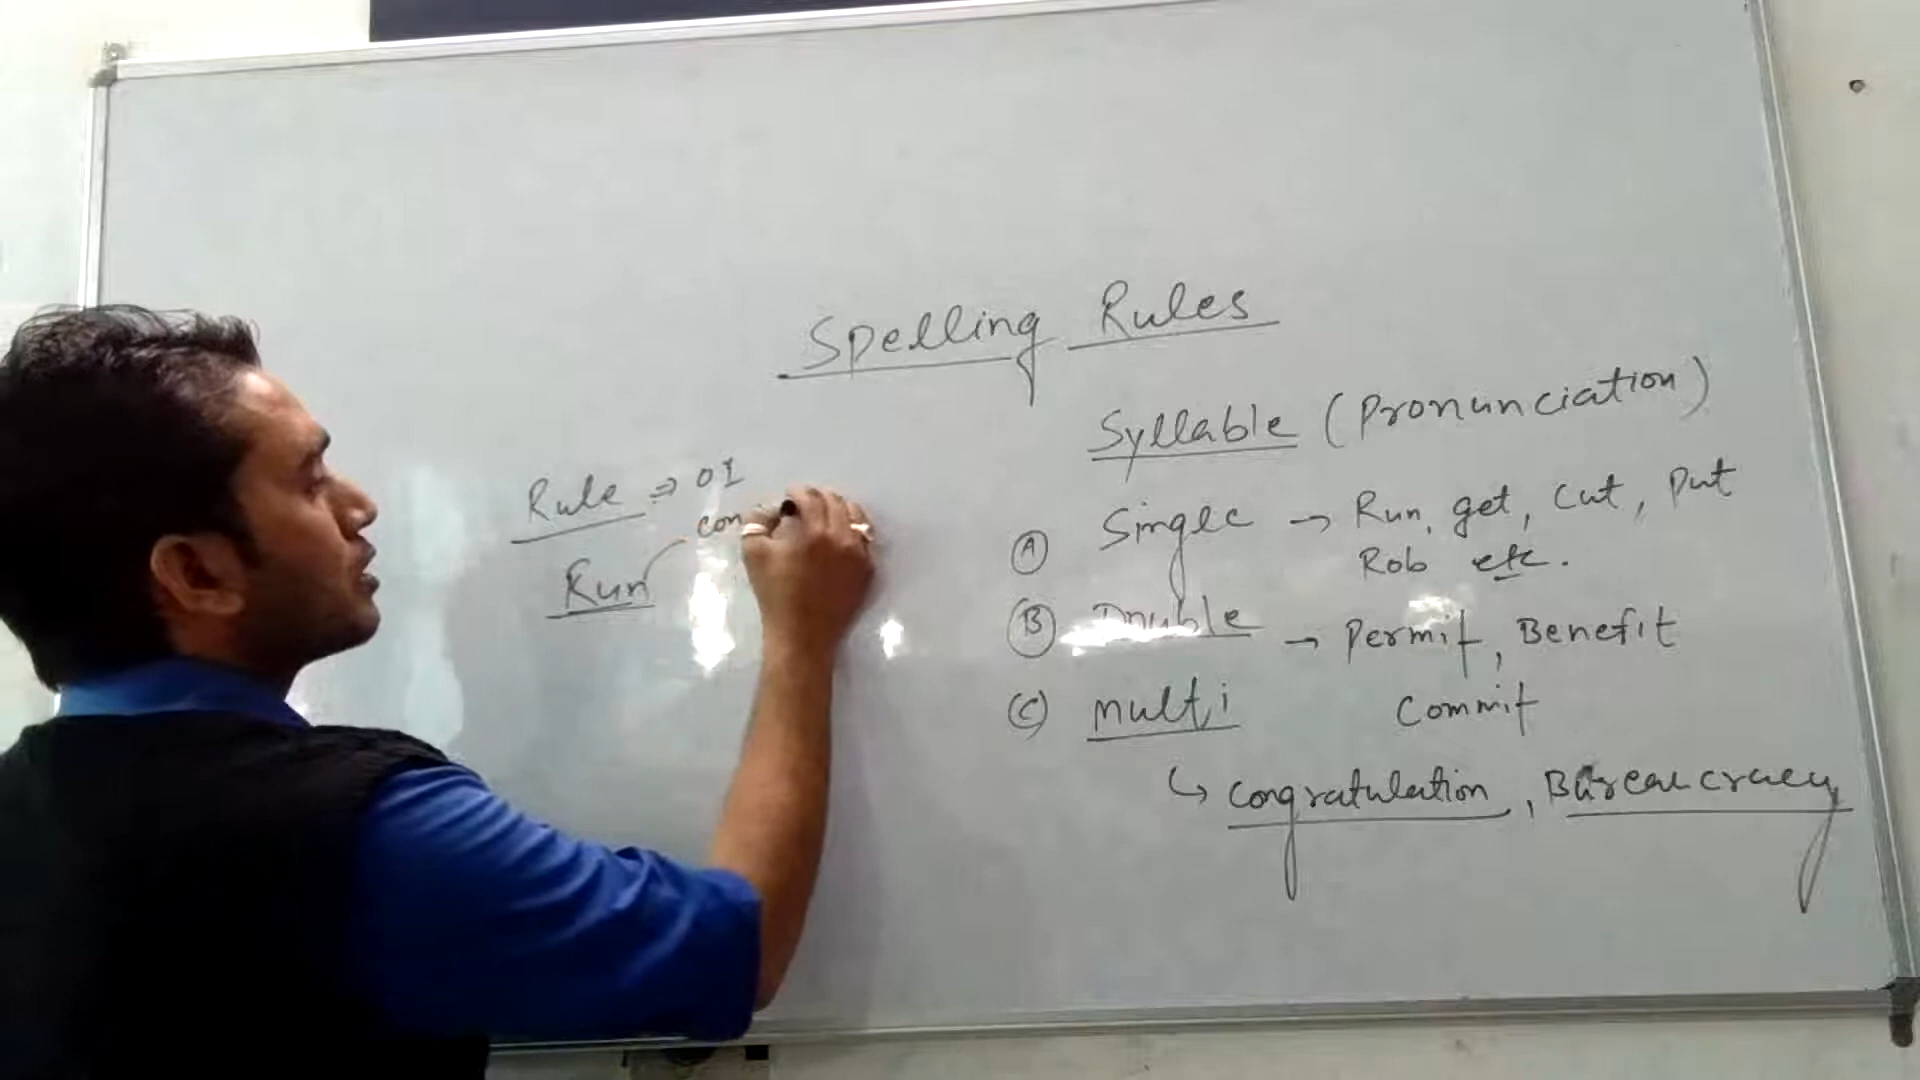 Spelling Rules
Syllable (Pronunciation)
Rule ⇒ 01
con
Run
(A) Single → Run, get, cut, put
Rob etc.
(B) Double → Permit, Benefit
(C) multi Commit
↳ congratulation, Bureaucracy